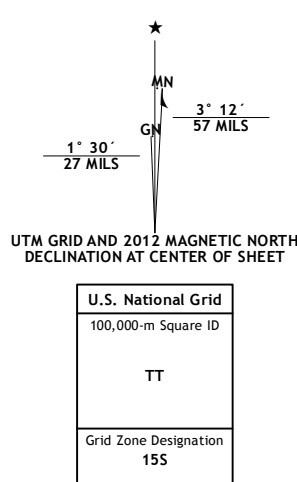 ★
MN
3° 12´
57 MILS
GN
1° 30´
27 MILS
UTM GRID AND 2012 MAGNETIC NORTH
DECLINATION AT CENTER OF SHEET
U.S. National Grid
100,000-m Square ID
TT
Grid Zone Designation
15S